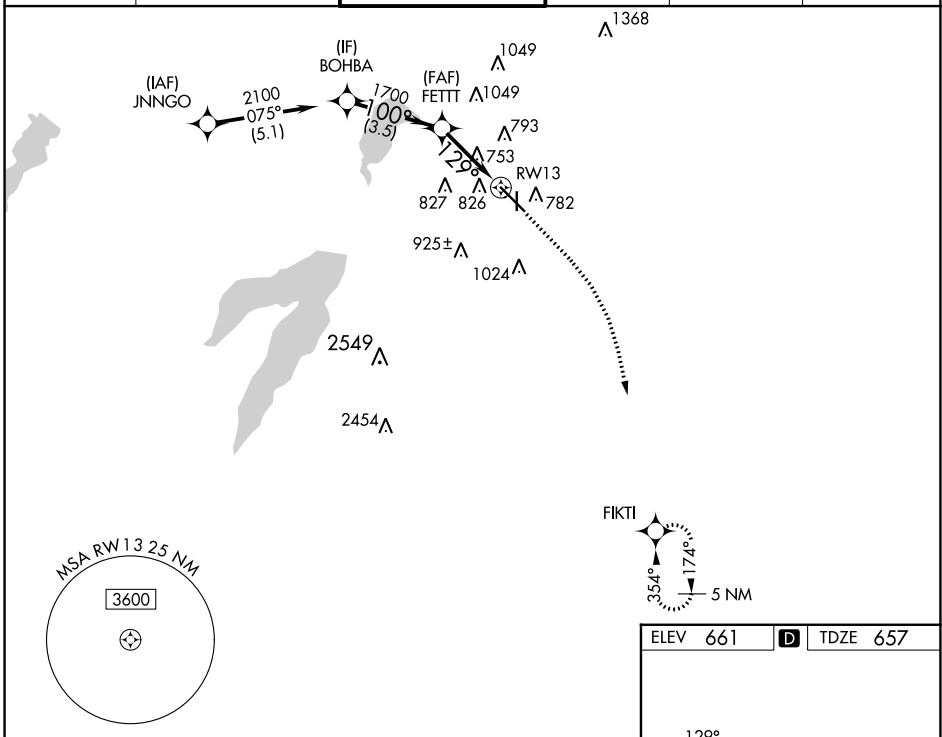 1368
1049
(IF)
BOHBA
(IAF)
JNNGO
(FAF)
FETTT
2100
075°
(5.1)
1700
100°
(3.5)
1049
793
753
129°
RW13
827
826
782
925±
1024
2549
2454
FIKTI
354°
174°
5 NM
MSA RW13 25 NM
3600
ELEV 661 D TDZE 657
129°